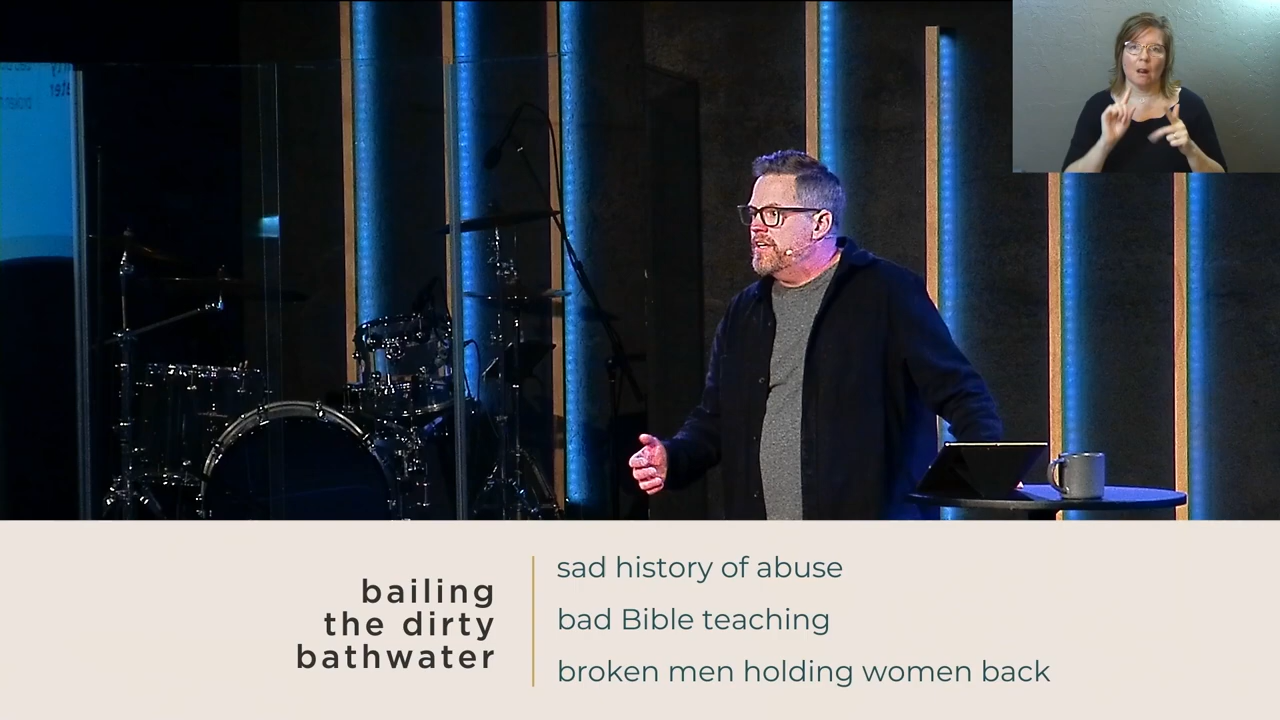 bailing
the dirty
bathwater
sad history of abuse
bad Bible teaching
broken men holding women back